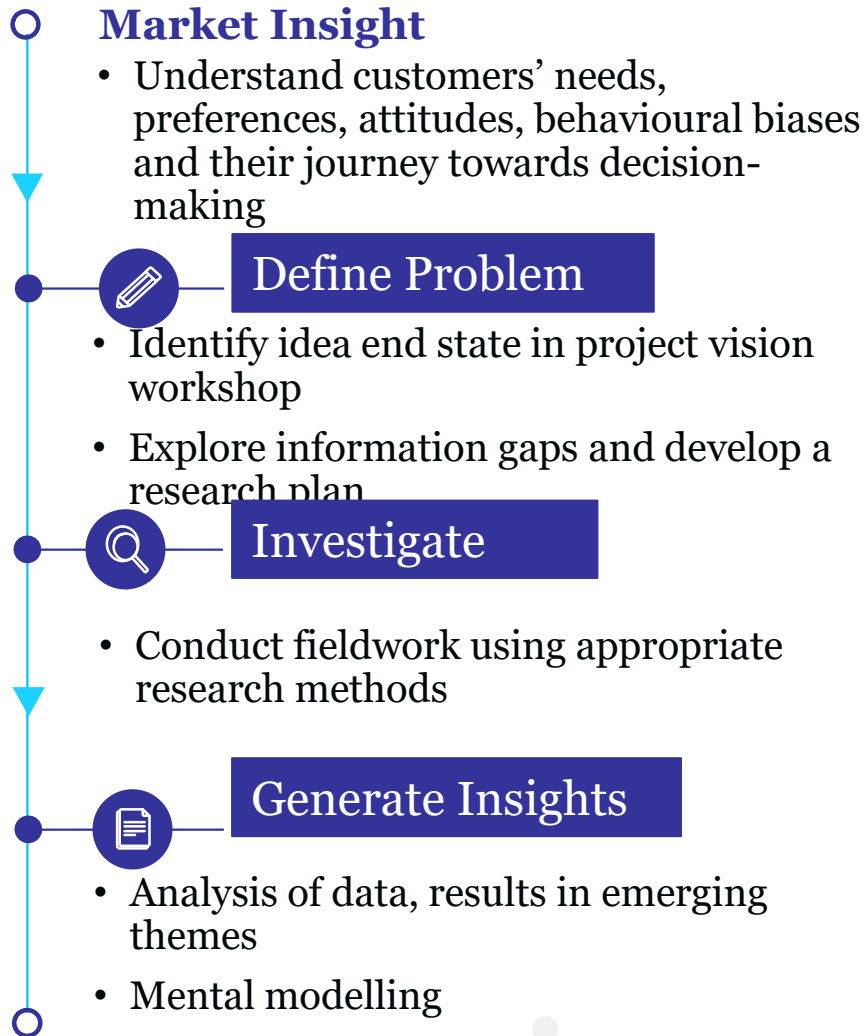 Market Insight
• Understand customers’ needs,
preferences, attitudes, behavioural biases
and their journey towards decision-
making
Define Problem
• Identify idea end state in project vision
workshop
• Explore information gaps and develop a
research plan
Investigate
• Conduct fieldwork using appropriate
research methods
Generate Insights
• Analysis of data, results in emerging
themes
• Mental modelling